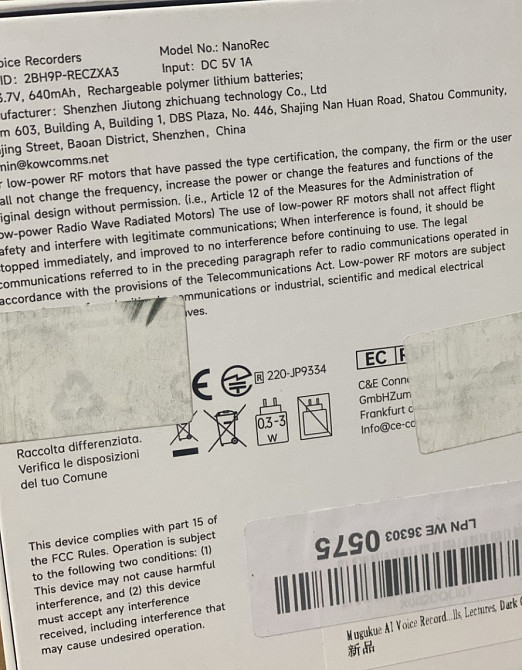 oice Recorders
Model No.: NanoRec
ID: 2BH9P-RECZXA3
Input: DC 5V 1A
3.7V, 640mAh, Rechargeable polymer lithium batteries;
ufacturer: Shenzhen Jiutong zhichuang technology Co., Ltd
m 603, Building A, Building 1, DBS Plaza, No. 446, Shajing Nan Huan Road, Shatou Community,
jing Street, Baoan District, Shenzhen, China
min@kowcomms.net
r low-power RF motors that have passed the type certification, the company, the firm or the user
all not change the frequency, increase the power or change the features and functions of the
iginal design without permission. (i.e., Article 12 of the Measures for the Administration of
ow-power Radio Wave Radiated Motors) The use of low-power RF motors shall not affect flight
afety and interfere with legitimate communications; When interference is found, it should be
topped immediately, and improved to no interference before continuing to use. The legal
communications referred to in the preceding paragraph refer to radio communications operated in
accordance with the provisions of the Telecommunications Act. Low-power RF motors are subject
mmunications or industrial, scientific and medical electrical
ves.
CE
R 220-JP9334
EC
C&E Conn
GmbHZum
Frankfurt
Info@ce-co
0.3-3
W
Raccolta differenziata.
Verifica le disposizioni
del tuo Comune
This device complies with part 15 of
the FCC Rules. Operation is subject
to the following two conditions: (1)
This device may not cause harmful
interference, and (2) this device
must accept any interference
received, including interference that
may cause undesired operation.
LPN WE 36303 0575
Mugukue AI Voice Record...lls, Lectures, Dark
新品